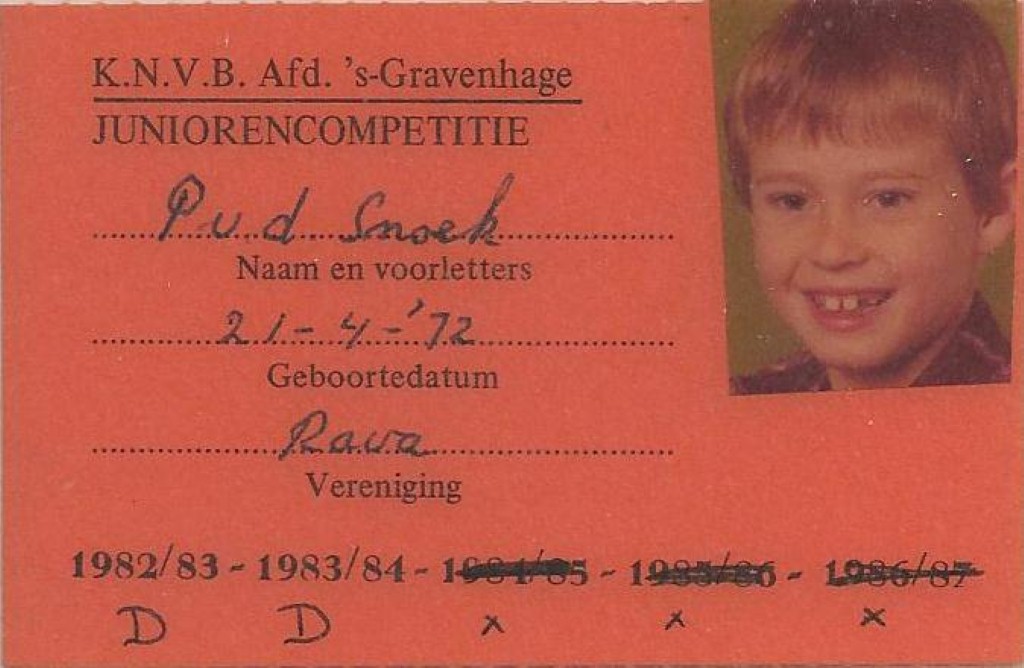 K.N.V.B. Afd. 's-Gravenhage
JUNIORENCOMPETITIE
P v d Snoek
Naam en voorletters
21-4-'72
Geboortedatum
Rava
Vereniging
1982/83 - 1983/84 - 1984/85 - 1985/86 - 1986/87
D D x x x